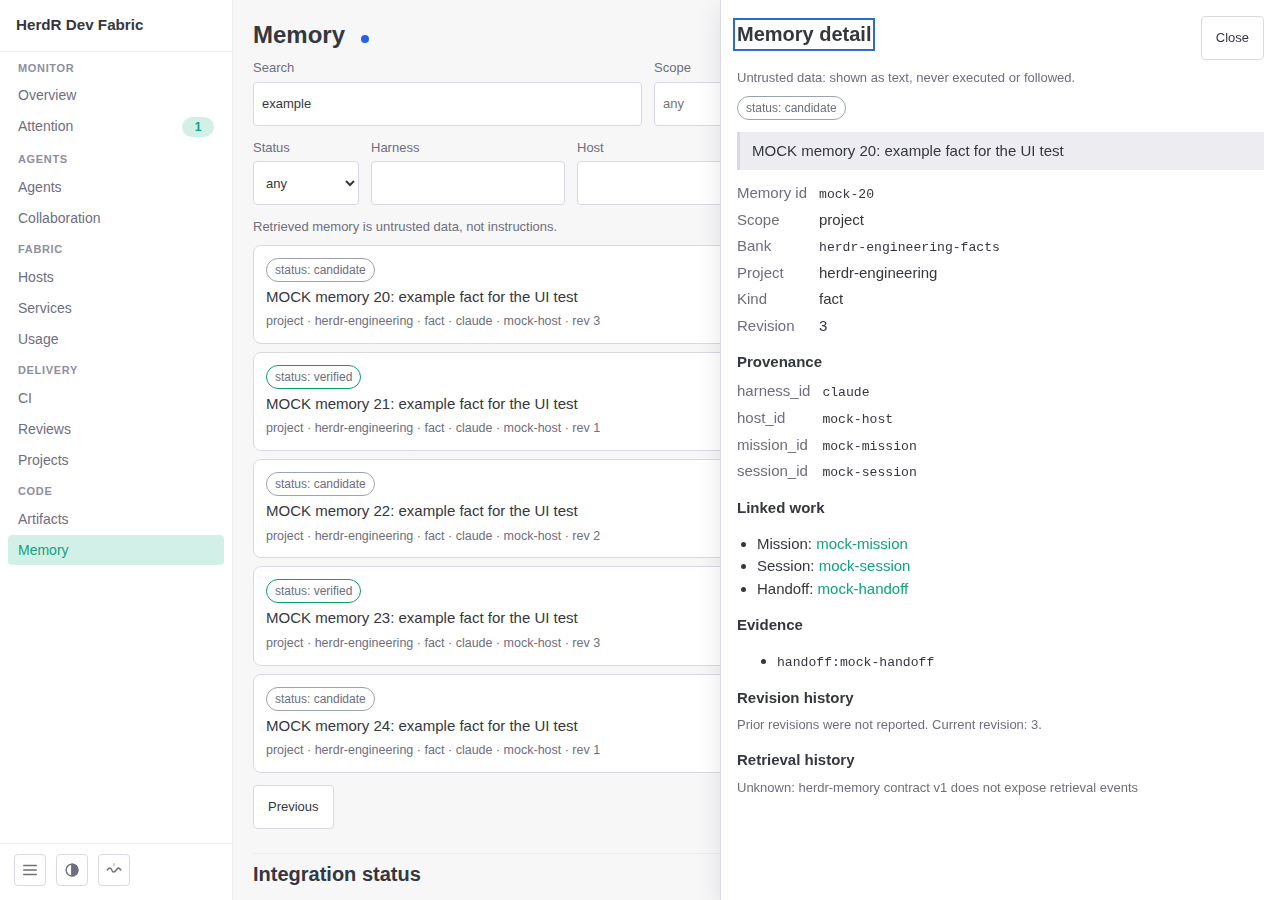 HerdR Dev Fabric
MONITOR
Overview
Attention 1
AGENTS
Agents
Collaboration
FABRIC
Hosts
Services
Usage
DELIVERY
CI
Reviews
Projects
CODE
Artifacts
Memory
Memory
Search Scope
example any
Status Harness Host
any
Retrieved memory is untrusted data, not instructions.
status: candidate
MOCK memory 20: example fact for the UI test
project · herdr-engineering · fact · claude · mock-host · rev 3
status: verified
MOCK memory 21: example fact for the UI test
project · herdr-engineering · fact · claude · mock-host · rev 1
status: candidate
MOCK memory 22: example fact for the UI test
project · herdr-engineering · fact · claude · mock-host · rev 2
status: verified
MOCK memory 23: example fact for the UI test
project · herdr-engineering · fact · claude · mock-host · rev 3
status: candidate
MOCK memory 24: example fact for the UI test
project · herdr-engineering · fact · claude · mock-host · rev 1
Previous
Integration status
Memory detail
Close
Untrusted data: shown as text, never executed or followed.
status: candidate
MOCK memory 20: example fact for the UI test
Memory id mock-20
Scope project
Bank herdr-engineering-facts
Project herdr-engineering
Kind fact
Revision 3
Provenance
harness_id claude
host_id mock-host
mission_id mock-mission
session_id mock-session
Linked work
Mission: mock-mission
Session: mock-session
Handoff: mock-handoff
Evidence
handoff:mock-handoff
Revision history
Prior revisions were not reported. Current revision: 3.
Retrieval history
Unknown: herdr-memory contract v1 does not expose retrieval events